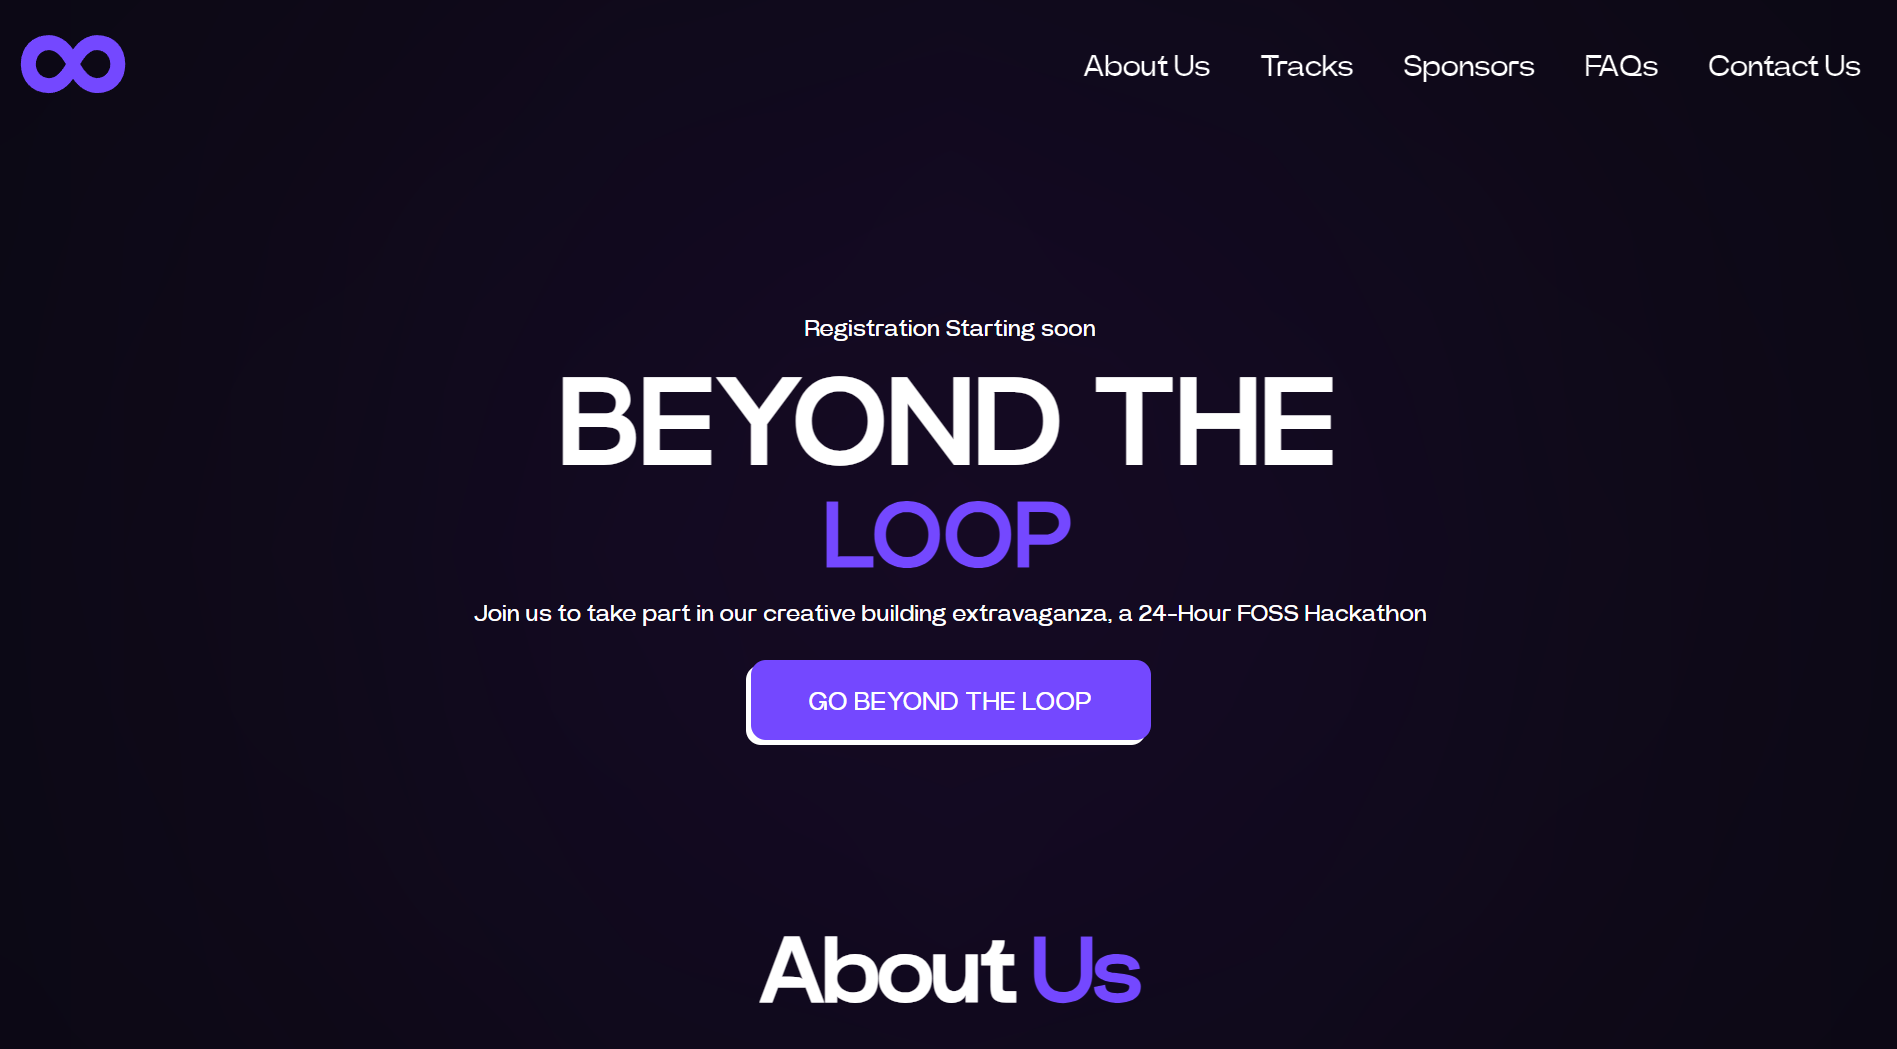 About Us Tracks Sponsors FAQs Contact Us
Registration Starting soon
BEYOND THE
LOOP
Join us to take part in our creative building extravaganza, a 24-Hour FOSS Hackathon
GO BEYOND THE LOOP
About Us